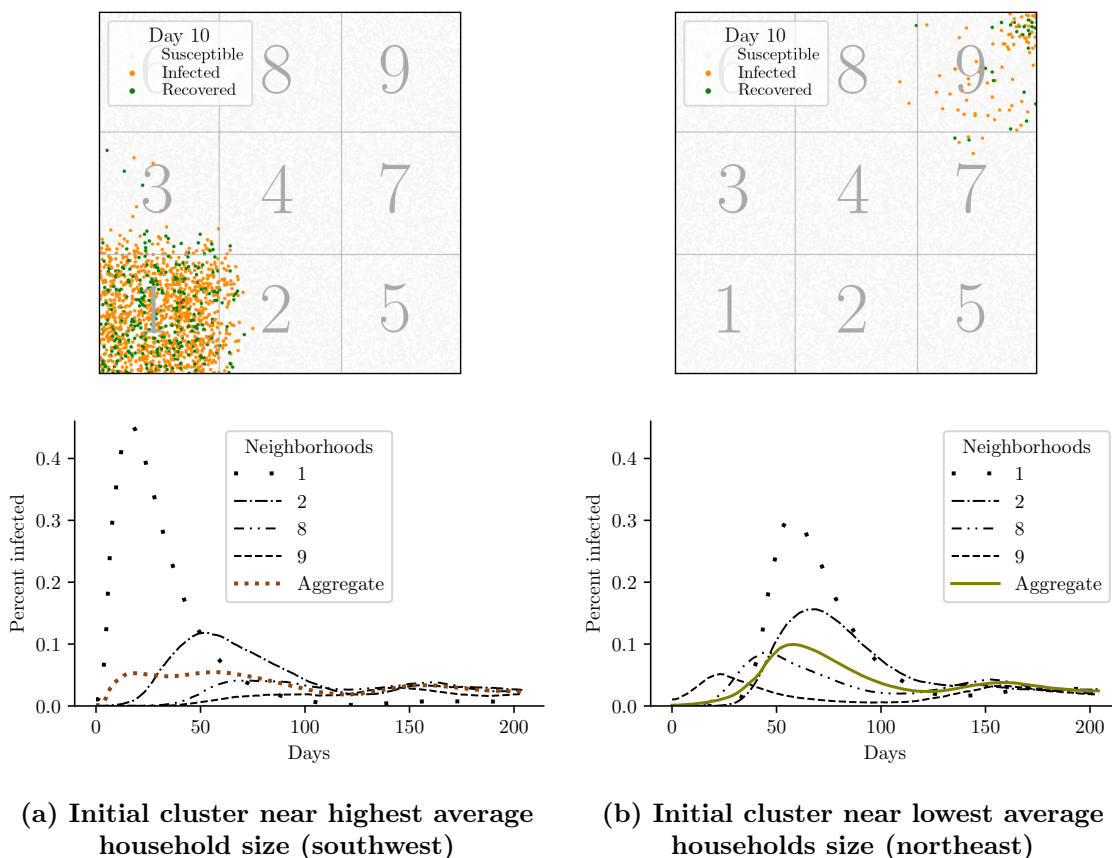 Day 10
Susceptible
Infected
Recovered
6 8 9
3 4 7
1 2 5
Day 10
Susceptible
Infected
Recovered
6 8 9
3 4 7
1 2 5
Percent infected
0.4
0.3
0.2
0.1
0.0
0 50 100 150 200
Days
Neighborhoods
1
2
8
9
Aggregate
Percent infected
0.4
0.3
0.2
0.1
0.0
0 50 100 150 200
Days
Neighborhoods
1
2
8
9
Aggregate
(a) Initial cluster near highest average
household size (southwest)
(b) Initial cluster near lowest average
households size (northeast)